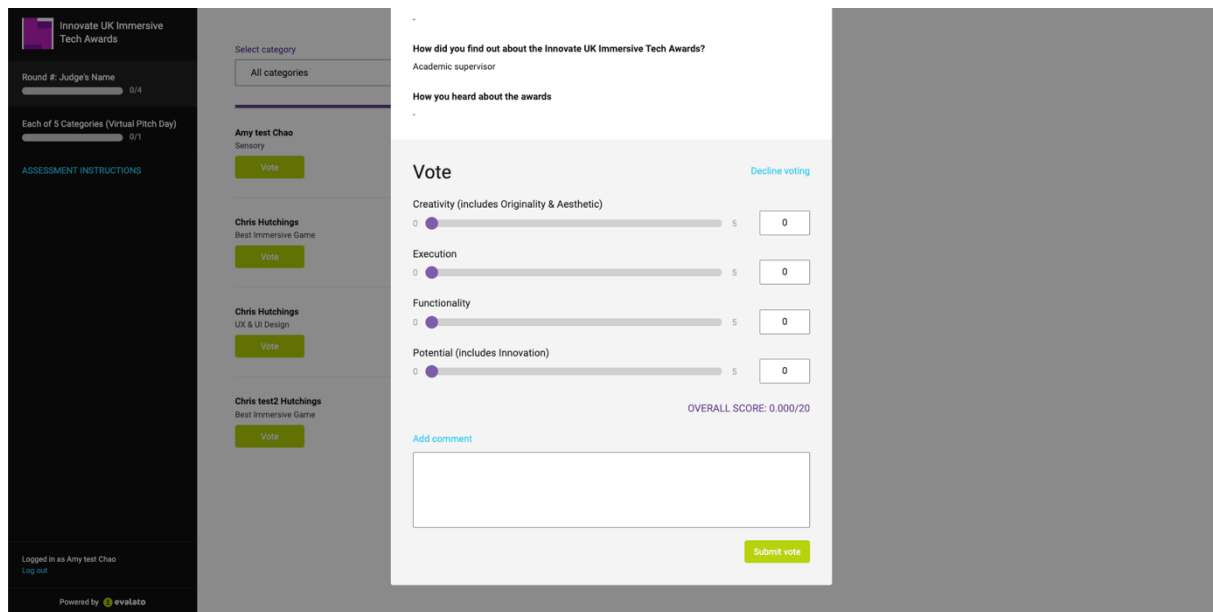 Innovate UK Immersive
Tech Awards
Round #: Judge's Name
0/4
Each of 5 Categories (Virtual Pitch Day)
0/1
ASSESSMENT INSTRUCTIONS
Logged in as Amy test Chao
Log out
Powered by evalato
Select category
All categories
Amy test Chao
Sensory
Vote
Chris Hutchings
Best Immersive Game
Vote
Chris Hutchings
UX & UI Design
Vote
Chris test2 Hutchings
Best Immersive Game
Vote
-
How did you find out about the Innovate UK Immersive Tech Awards?
Academic supervisor
How you heard about the awards
-
Vote
Decline voting
Creativity (includes Originality & Aesthetic)
0 5 0
Execution
0 5 0
Functionality
0 5 0
Potential (includes Innovation)
0 5 0
OVERALL SCORE: 0.000/20
Add comment
Submit vote